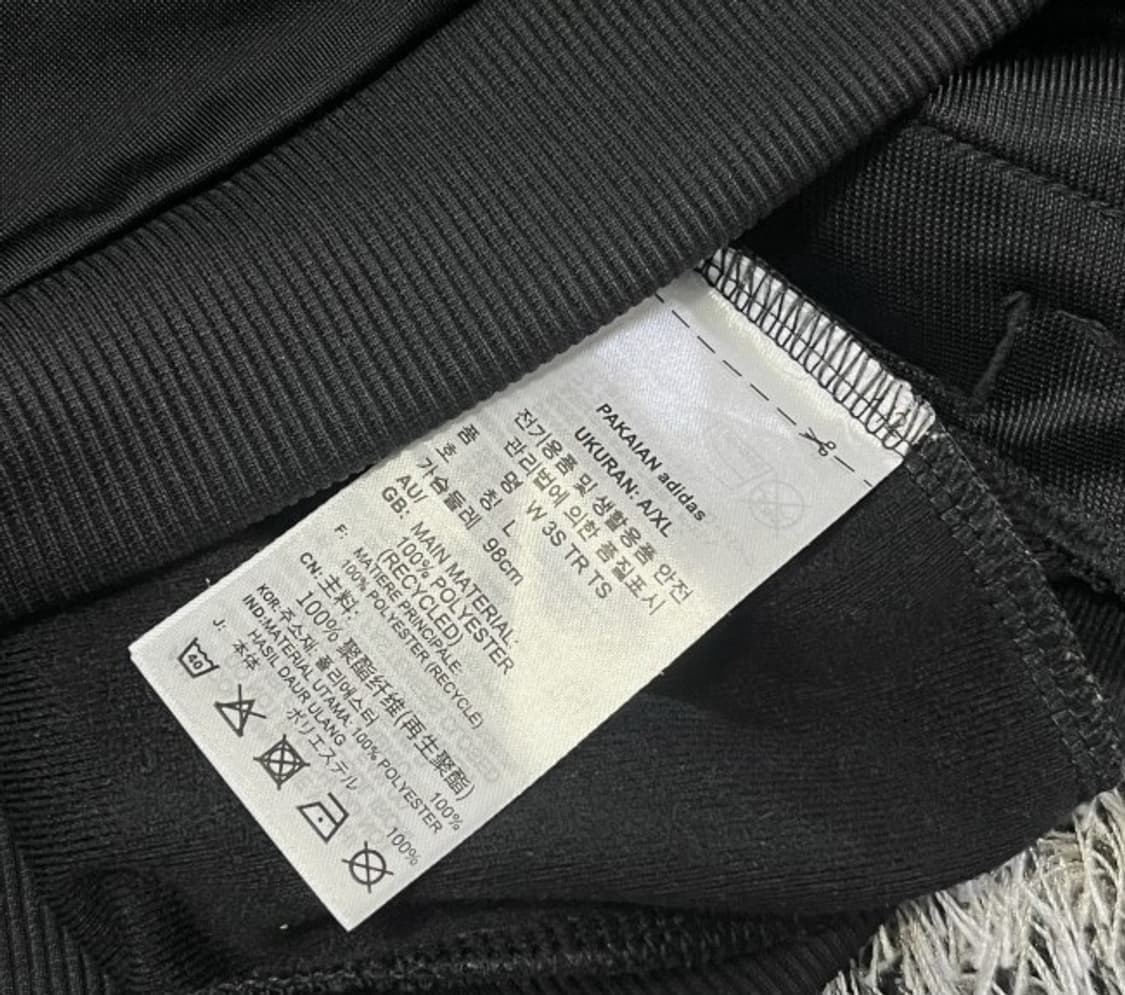 PAKAIAN adidas
UKURAN: A/XL
전기용품 및 생활용품 안전
관리법에 의한 품질표시
품 명 W 3S TR TS
호 칭 L
가슴둘레 98cm
AU/
GB: MAIN MATERIAL:
100% POLYESTER
(RECYCLED)
F: MATIERE PRINCIPALE:
100% POLYESTER (RECYCLE)
CN: 主料:
100% 聚酯纤维(再生聚酯)
KOR: 주소재: 폴리에스터 100%
IND:MATERIAL UTAMA: 100% POLYESTER
HASIL DAUR ULANG
J: 本体 ポリエステル 100%
40